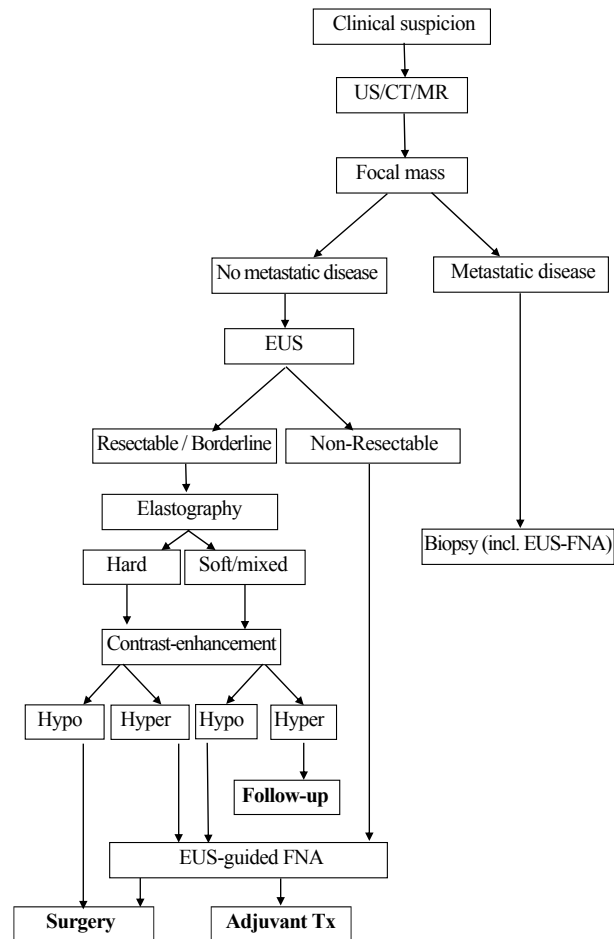 Clinical suspicion
US/CT/MR
Focal mass
No metastatic disease
Metastatic disease
EUS
Resectable / Borderline
Non-Resectable
Elastography
Hard
Soft/mixed
Biopsy (incl. EUS-FNA)
Contrast-enhancement
Hypo
Hyper
Hypo
Hyper
Follow-up
EUS-guided FNA
Surgery
Adjuvant Tx